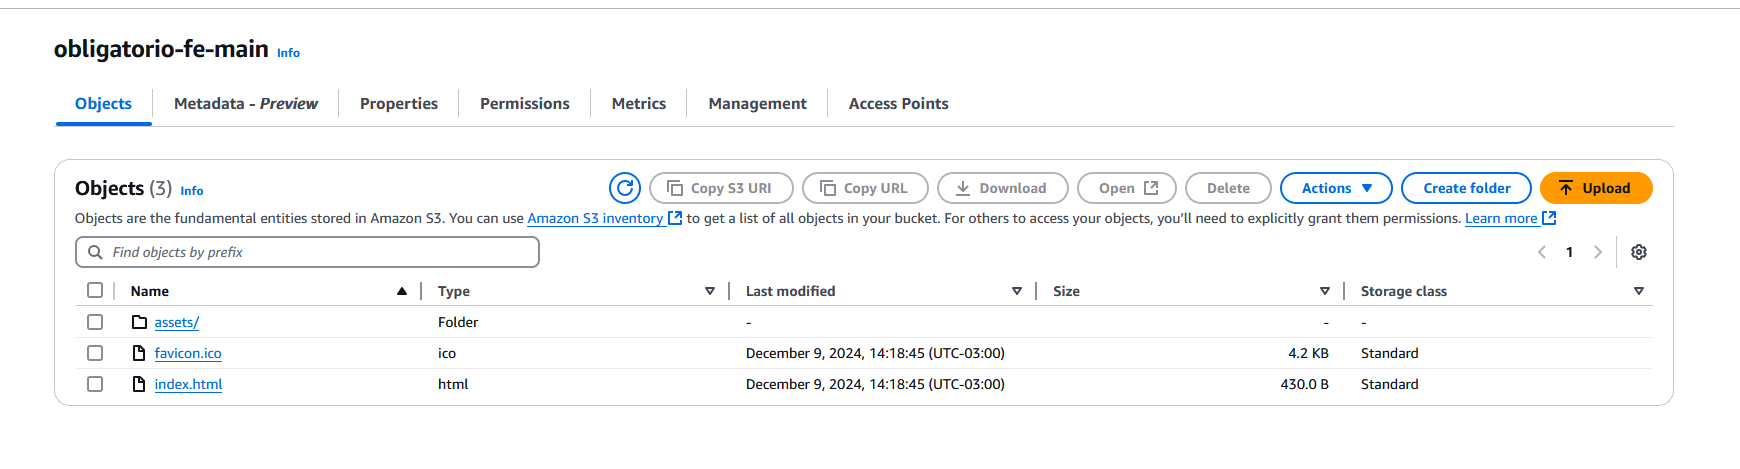 obligatorio-fe-main Info
Objects Metadata - Preview Properties Permissions Metrics Management Access Points
Objects (3) Info Copy S3 URI Copy URL Download Open Delete Actions Create folder Upload
Objects are the fundamental entities stored in Amazon S3. You can use Amazon S3 inventory to get a list of all objects in your bucket. For others to access your objects, you’ll need to explicitly grant them permissions. Learn more
Find objects by prefix 1
Name Type Last modified Size Storage class
assets/ Folder - - -
favicon.ico ico December 9, 2024, 14:18:45 (UTC-03:00) 4.2 KB Standard
index.html html December 9, 2024, 14:18:45 (UTC-03:00) 430.0 B Standard